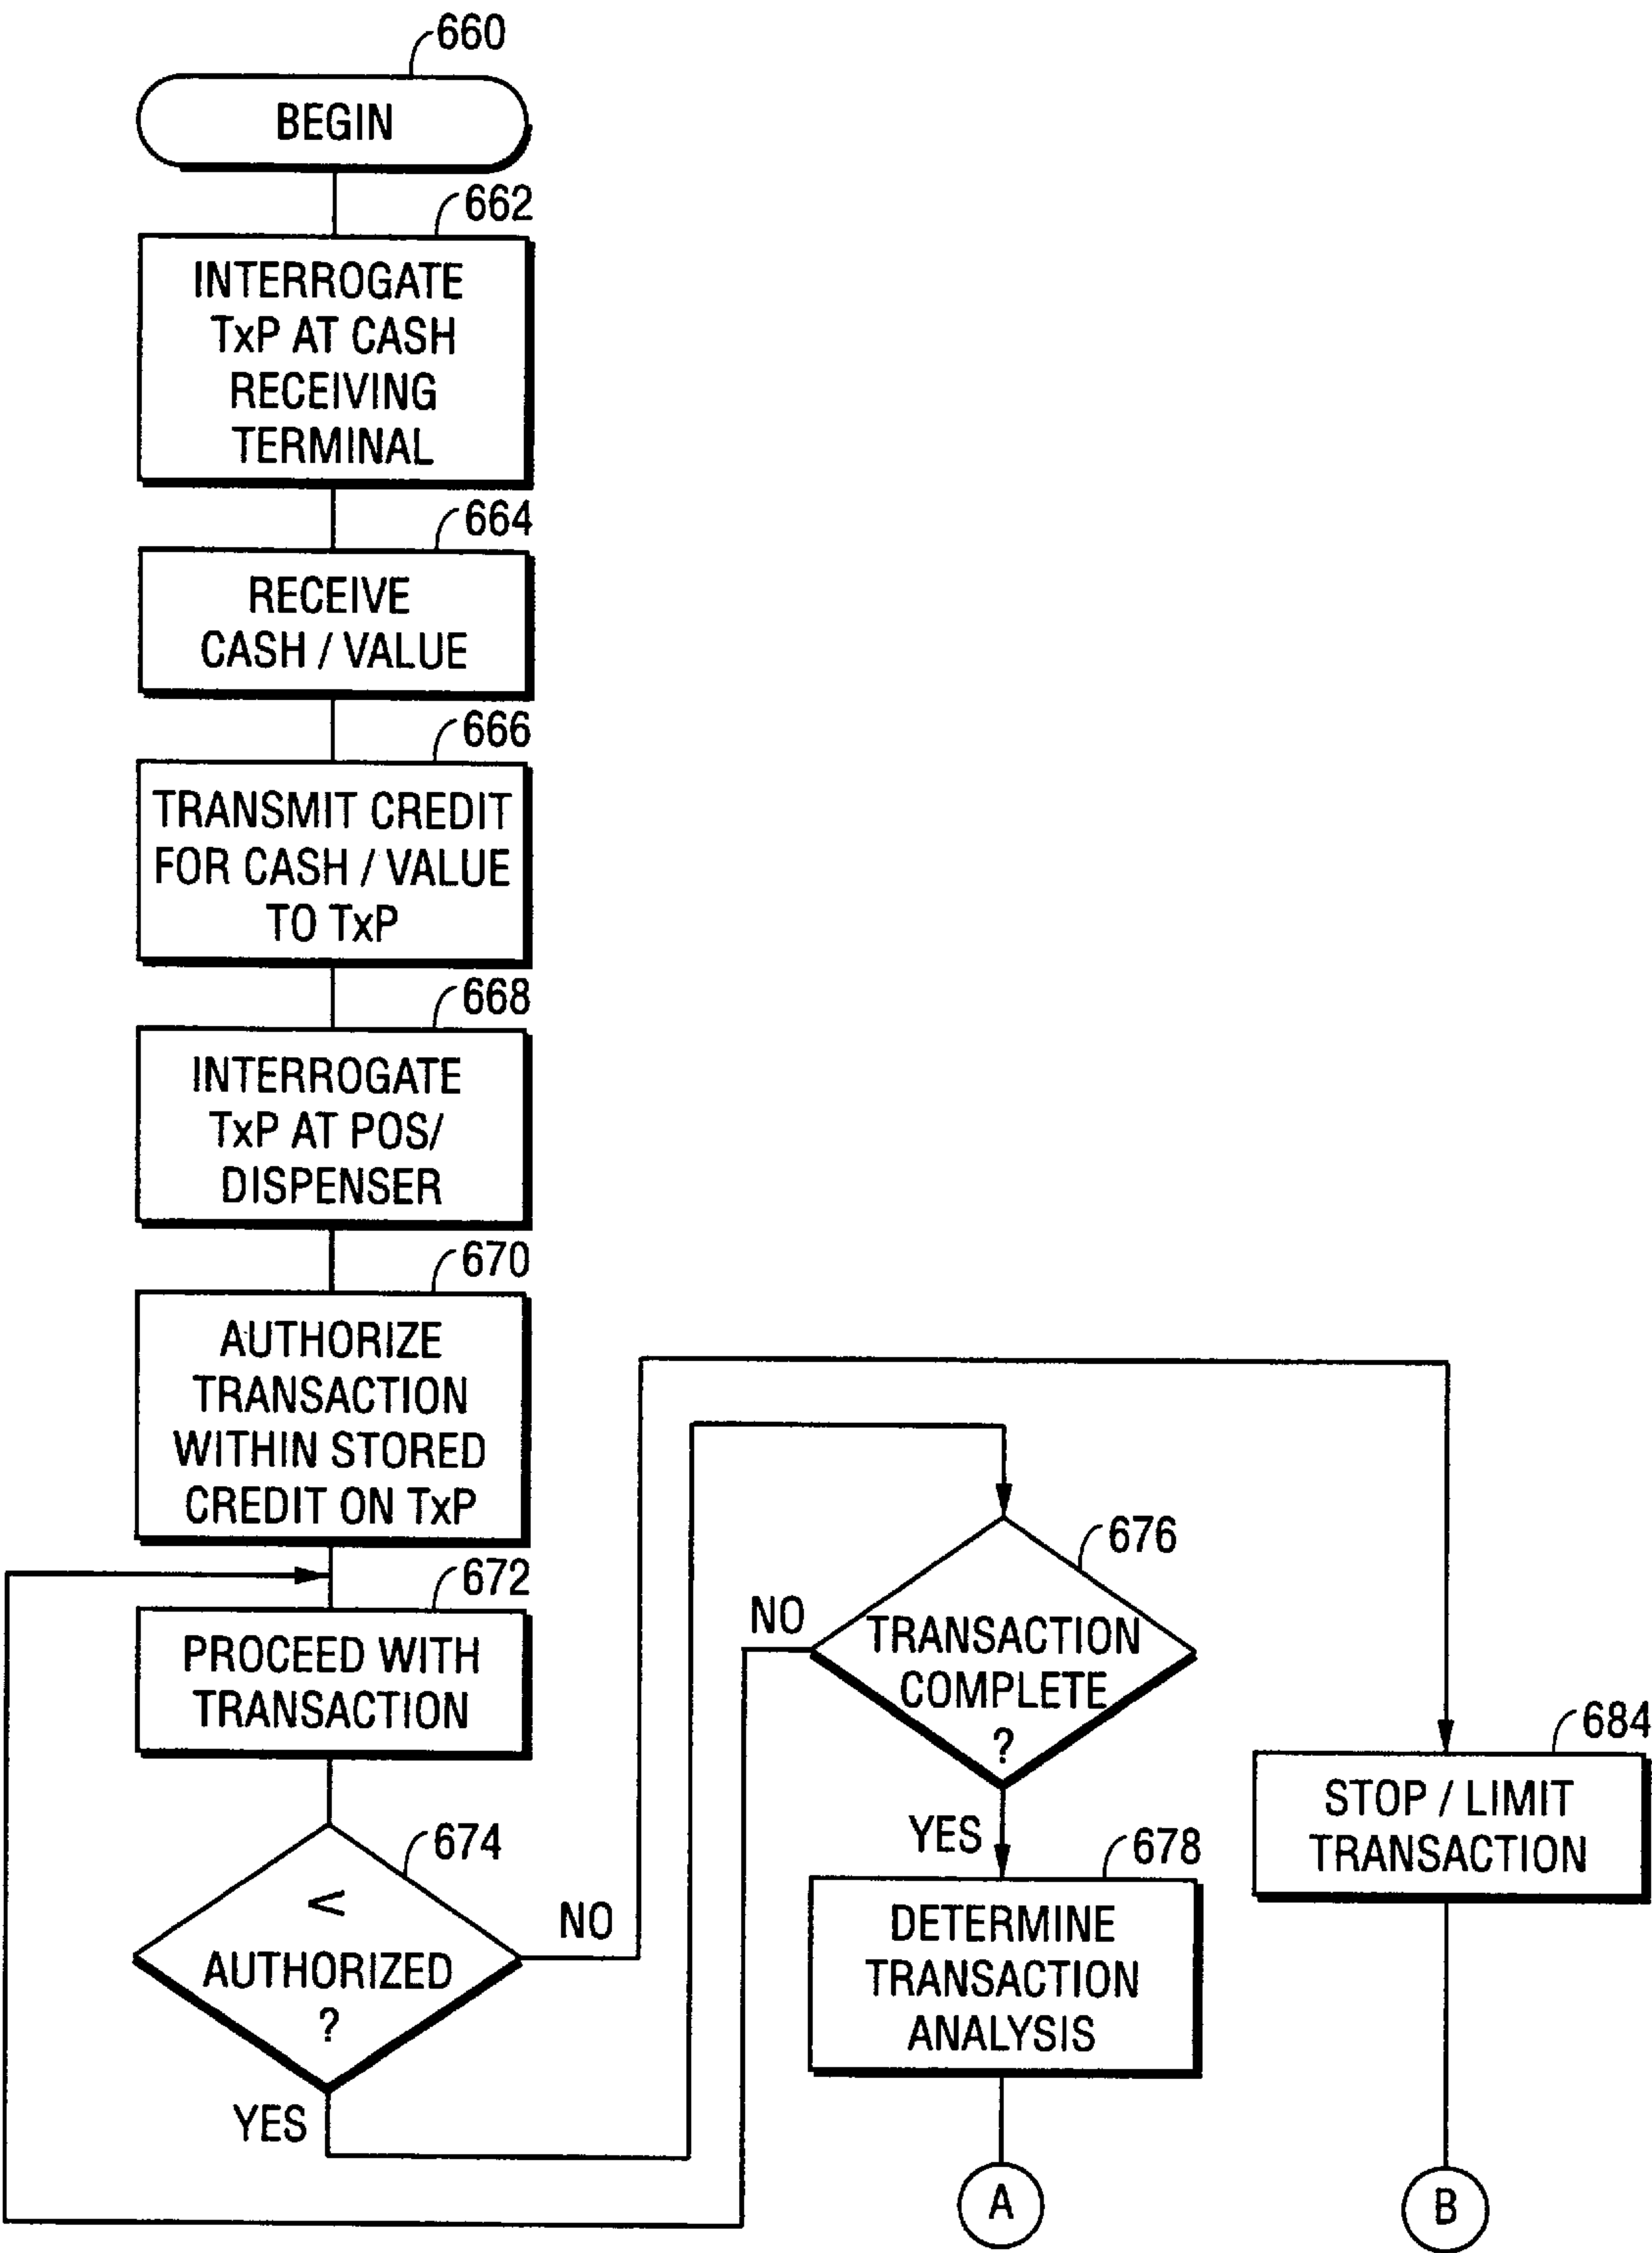 660
BEGIN
662
INTERROGATE
TxP AT CASH
RECEIVING
TERMINAL
664
RECEIVE
CASH / VALUE
666
TRANSMIT CREDIT
FOR CASH / VALUE
TO TxP
668
INTERROGATE
TxP AT POS/
DISPENSER
670
AUTHORIZE
TRANSACTION
WITHIN STORED
CREDIT ON TxP
672
PROCEED WITH
TRANSACTION
674
<
AUTHORIZED
?
NO
YES
676
TRANSACTION
COMPLETE
?
NO
YES
678
DETERMINE
TRANSACTION
ANALYSIS
A
684
STOP / LIMIT
TRANSACTION
B